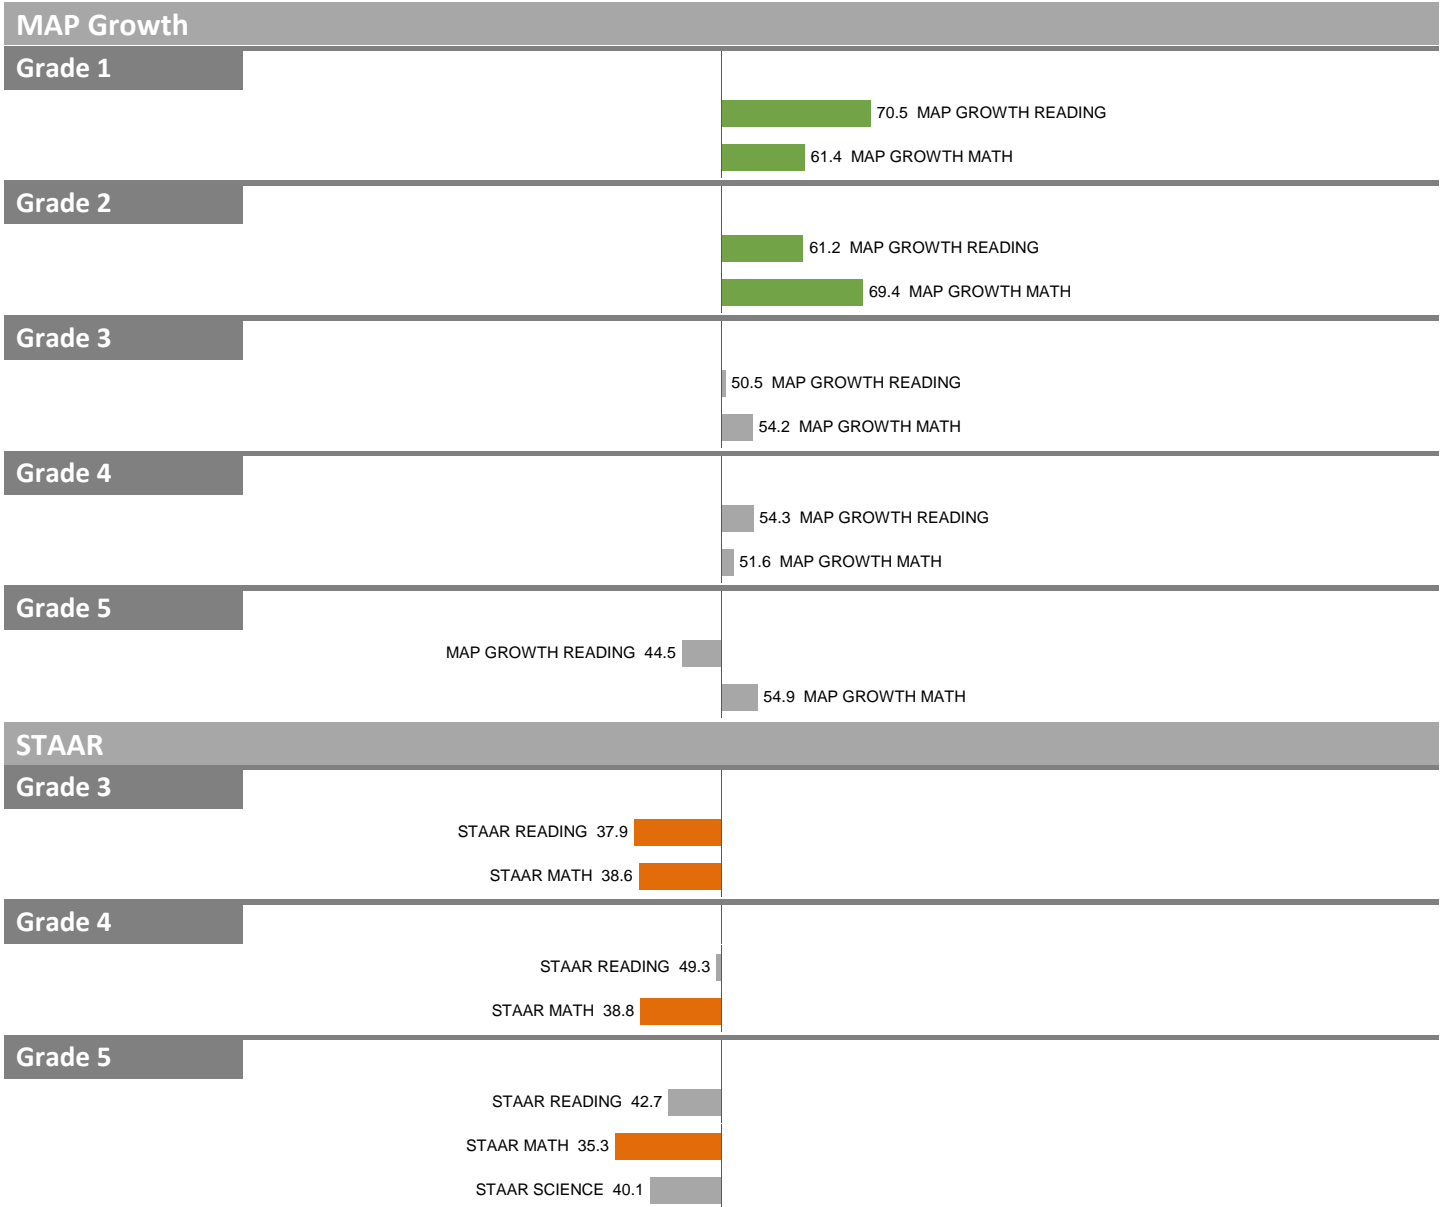 MAP Growth
Grade 1
70.5 MAP GROWTH READING
61.4 MAP GROWTH MATH
Grade 2
61.2 MAP GROWTH READING
69.4 MAP GROWTH MATH
Grade 3
50.5 MAP GROWTH READING
54.2 MAP GROWTH MATH
Grade 4
54.3 MAP GROWTH READING
51.6 MAP GROWTH MATH
Grade 5
MAP GROWTH READING 44.5
54.9 MAP GROWTH MATH
STAAR
Grade 3
STAAR READING 37.9
STAAR MATH 38.6
Grade 4
STAAR READING 49.3
STAAR MATH 38.8
Grade 5
STAAR READING 42.7
STAAR MATH 35.3
STAAR SCIENCE 40.1